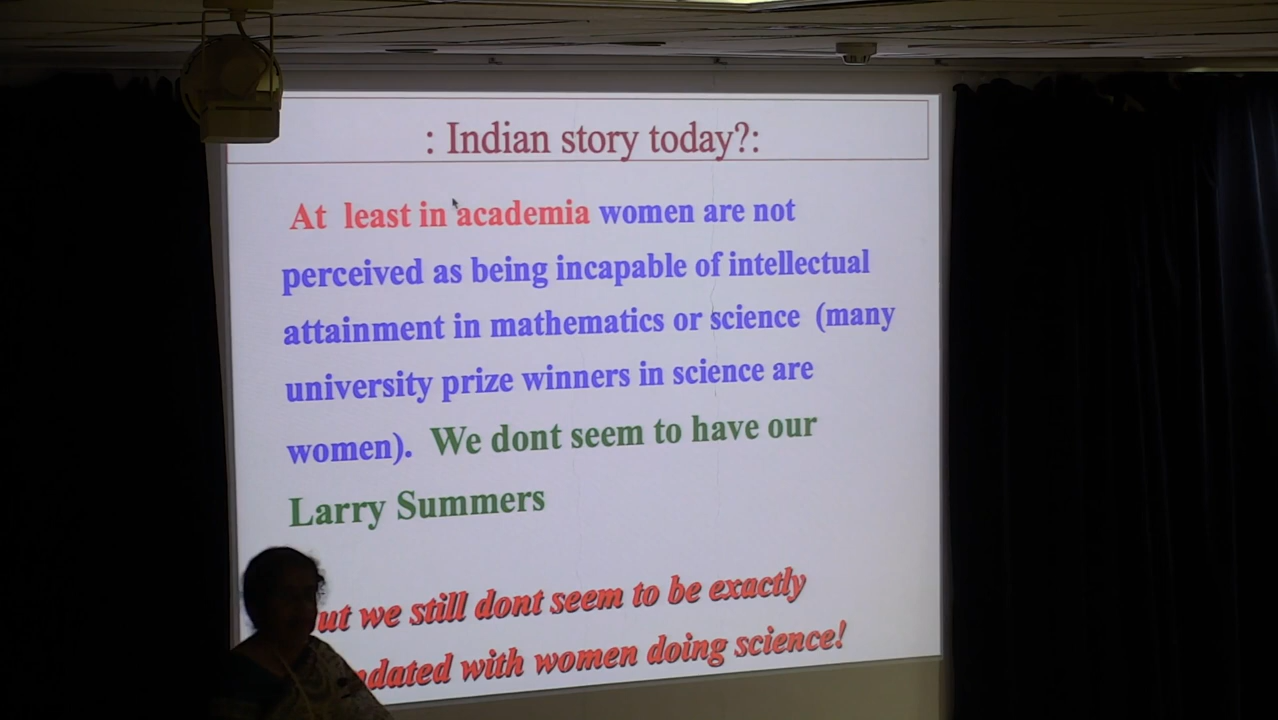 : Indian story today?:
At least in academia women are not
perceived as being incapable of intellectual
attainment in mathematics or science (many
university prize winners in science are
women). We dont seem to have our
Larry Summers
we still dont seem to be exactly
with women doing science!